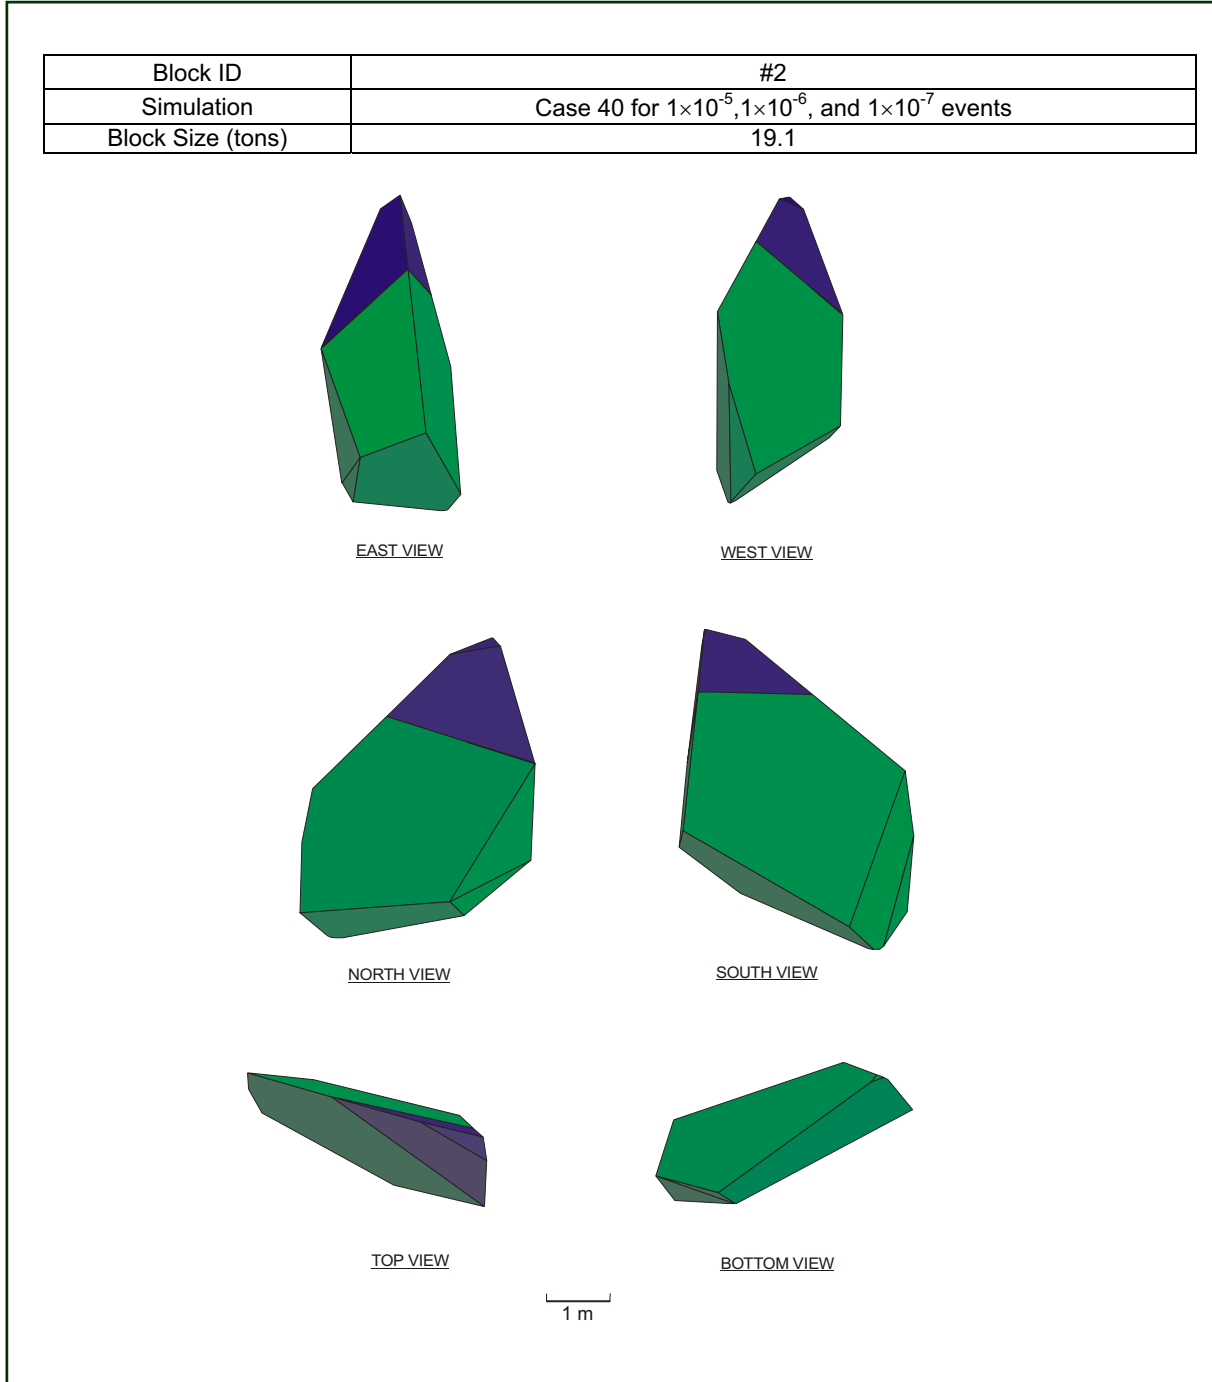 Block ID #2
Simulation Case 40 for 1×10⁻⁵,1×10⁻⁶, and 1×10⁻⁷ events
Block Size (tons) 19.1
EAST VIEW WEST VIEW
NORTH VIEW SOUTH VIEW
TOP VIEW BOTTOM VIEW
1 m